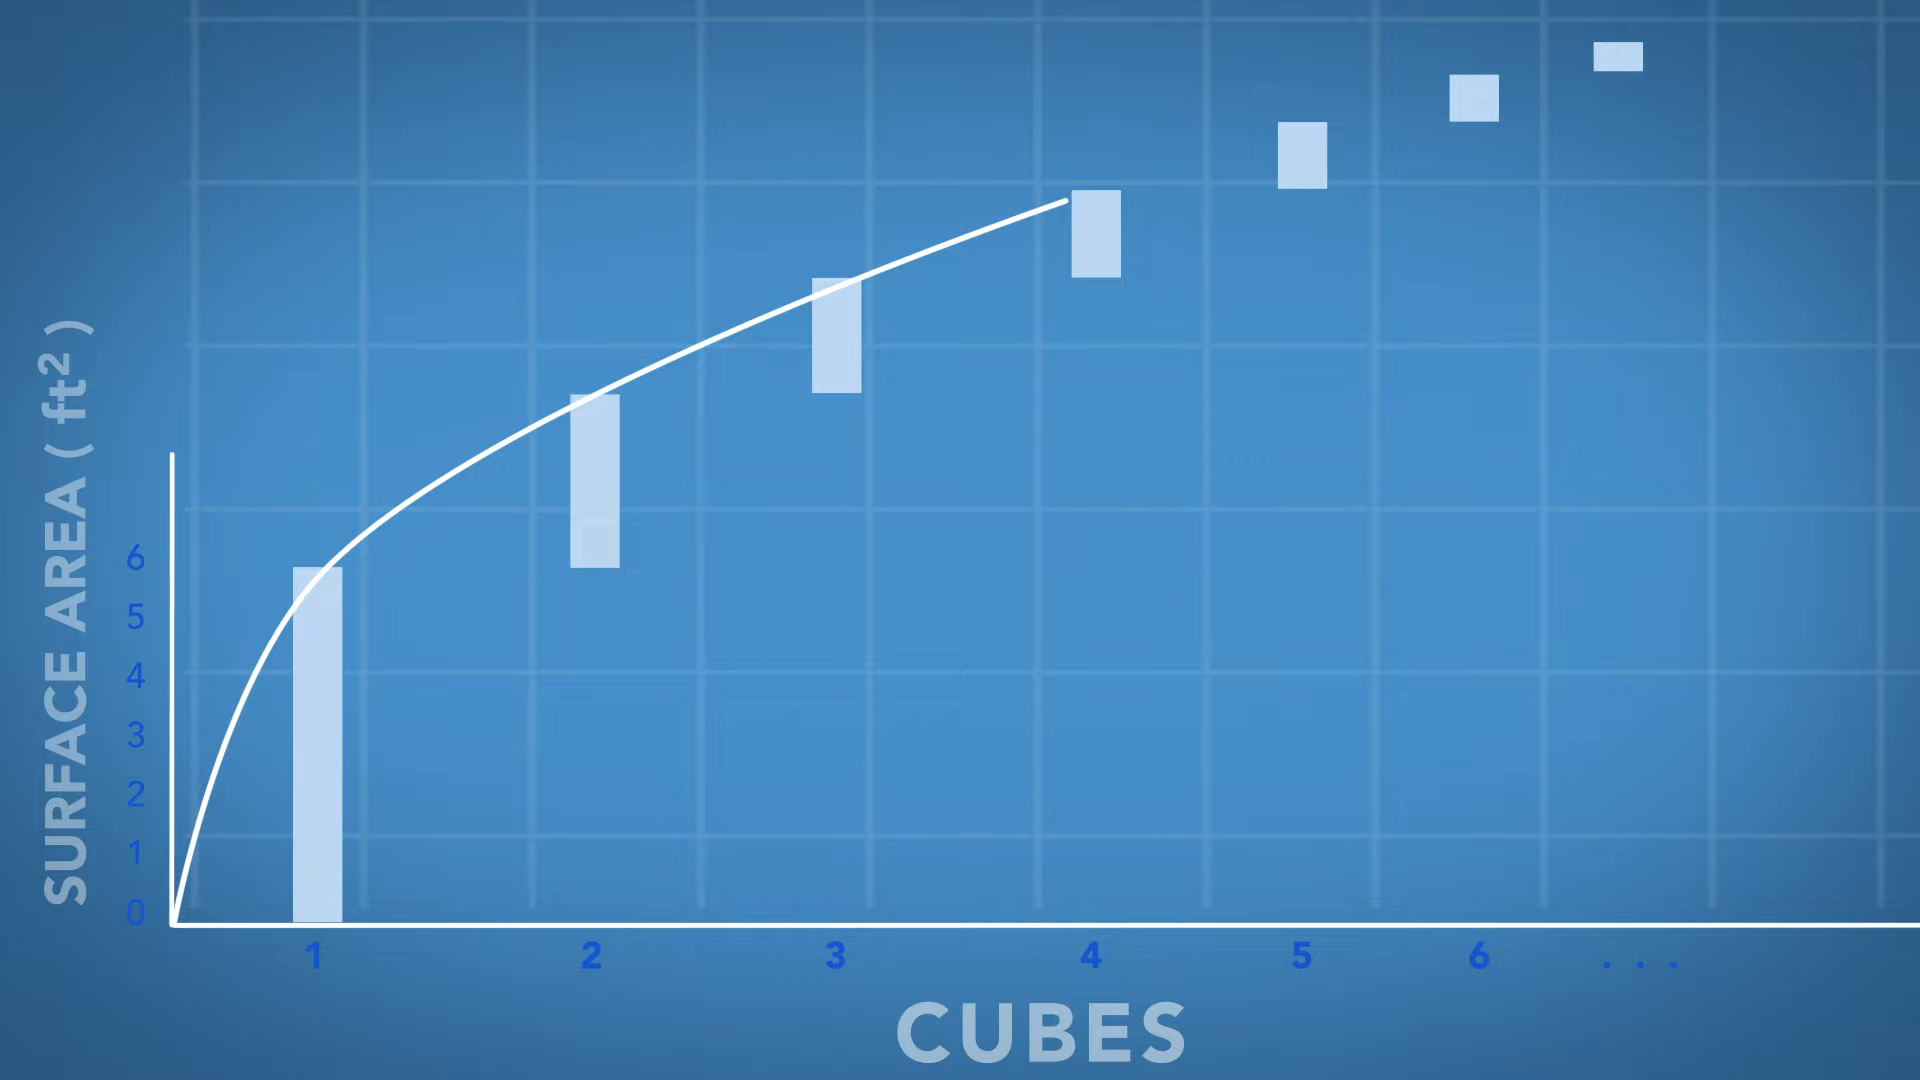 SURFACE AREA ( ft² )
6
5
4
3
2
1
0
1 2 3 4 5 6 . . .
CUBES